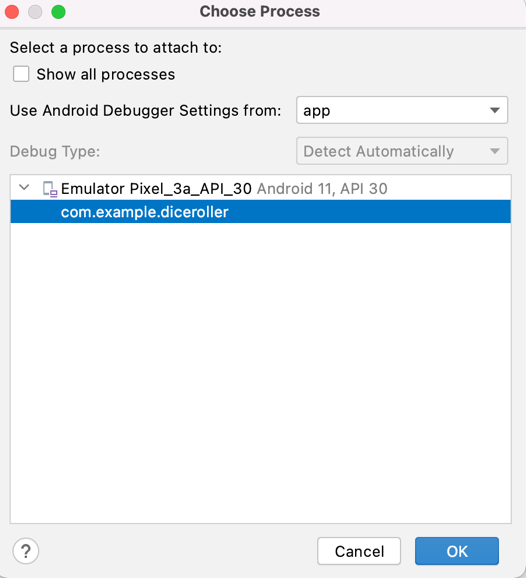 Choose Process
Select a process to attach to:
Show all processes
Use Android Debugger Settings from: app
Debug Type: Detect Automatically
Emulator Pixel_3a_API_30 Android 11, API 30
com.example.diceroller
? Cancel OK